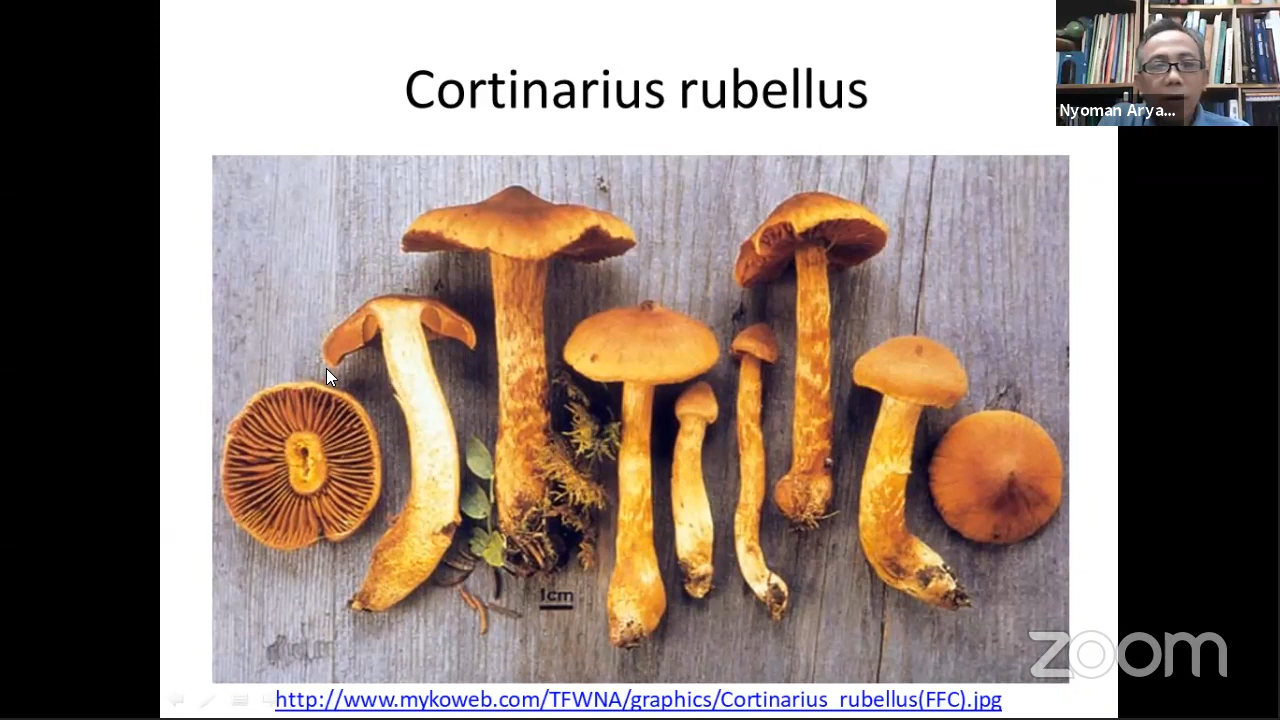 Cortinarius rubellus
Nyoman Arya...
1cm
zoom
http://www.mykoweb.com/TFWNA/graphics/Cortinarius_rubellus(FFC).jpg